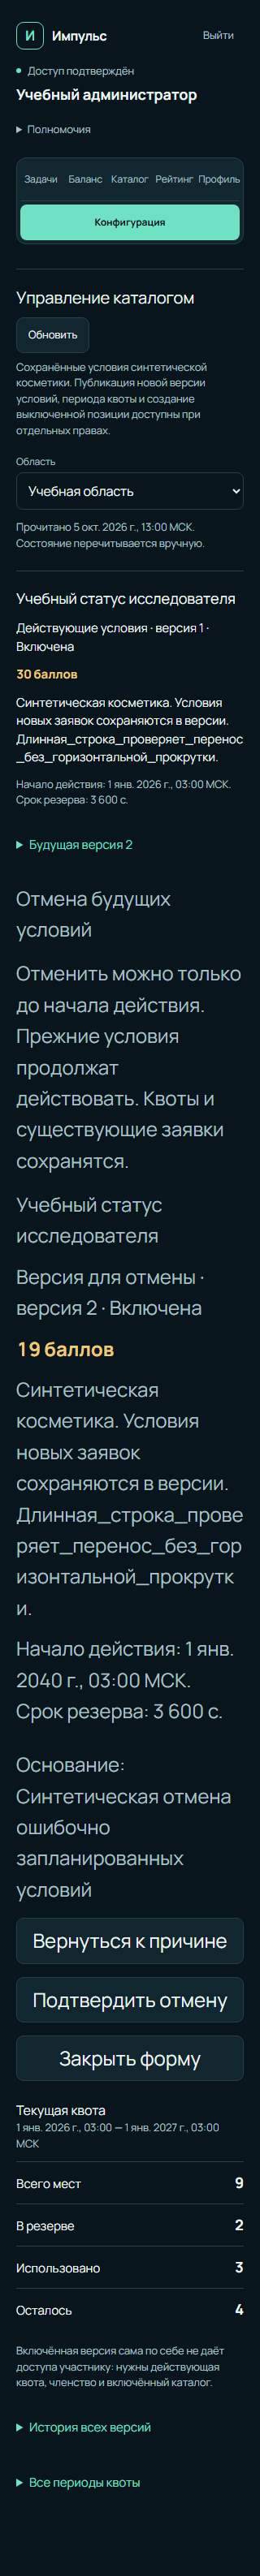 И Импульс Выйти
Доступ подтверждён
Учебный администратор
Полномочия
Задачи Баланс Каталог Рейтинг Профиль
Конфигурация
Управление каталогом
Обновить
Сохранённые условия синтетической
косметики. Публикация новой версии
условий, периода квоты и создание
выключенной позиции доступны при
отдельных правах.
Область
Учебная область
Прочитано 5 окт. 2026 г., 13:00 МСК.
Состояние перечитывается вручную.
Учебный статус исследователя
Действующие условия · версия 1 ·
Включена
30 баллов
Синтетическая косметика. Условия
новых заявок сохраняются в версии.
Длинная_строка_проверяет_перенос
_без_горизонтальной_прокрутки.
Начало действия: 1 янв. 2026 г., 03:00 МСК.
Срок резерва: 3 600 с.
Будущая версия 2
Отмена будущих
условий
Отменить можно только
до начала действия.
Прежние условия
продолжат
действовать. Квоты и
существующие заявки
сохранятся.
Учебный статус
исследователя
Версия для отмены ·
версия 2 · Включена
19 баллов
Синтетическая
косметика. Условия
новых заявок
сохраняются в версии.
Длинная_строка_прове
ряет_перенос_без_гор
изонтальной_прокрутк
и.
Начало действия: 1 янв.
2040 г., 03:00 МСК.
Срок резерва: 3 600 с.
Основание:
Синтетическая отмена
ошибочно
запланированных
условий
Вернуться к причине
Подтвердить отмену
Закрыть форму
Текущая квота
1 янв. 2026 г., 03:00 — 1 янв. 2027 г., 03:00
МСК
Всего мест 9
В резерве 2
Использовано 3
Осталось 4
Включённая версия сама по себе не даёт
доступа участнику: нужны действующая
квота, членство и включённый каталог.
История всех версий
Все периоды квоты